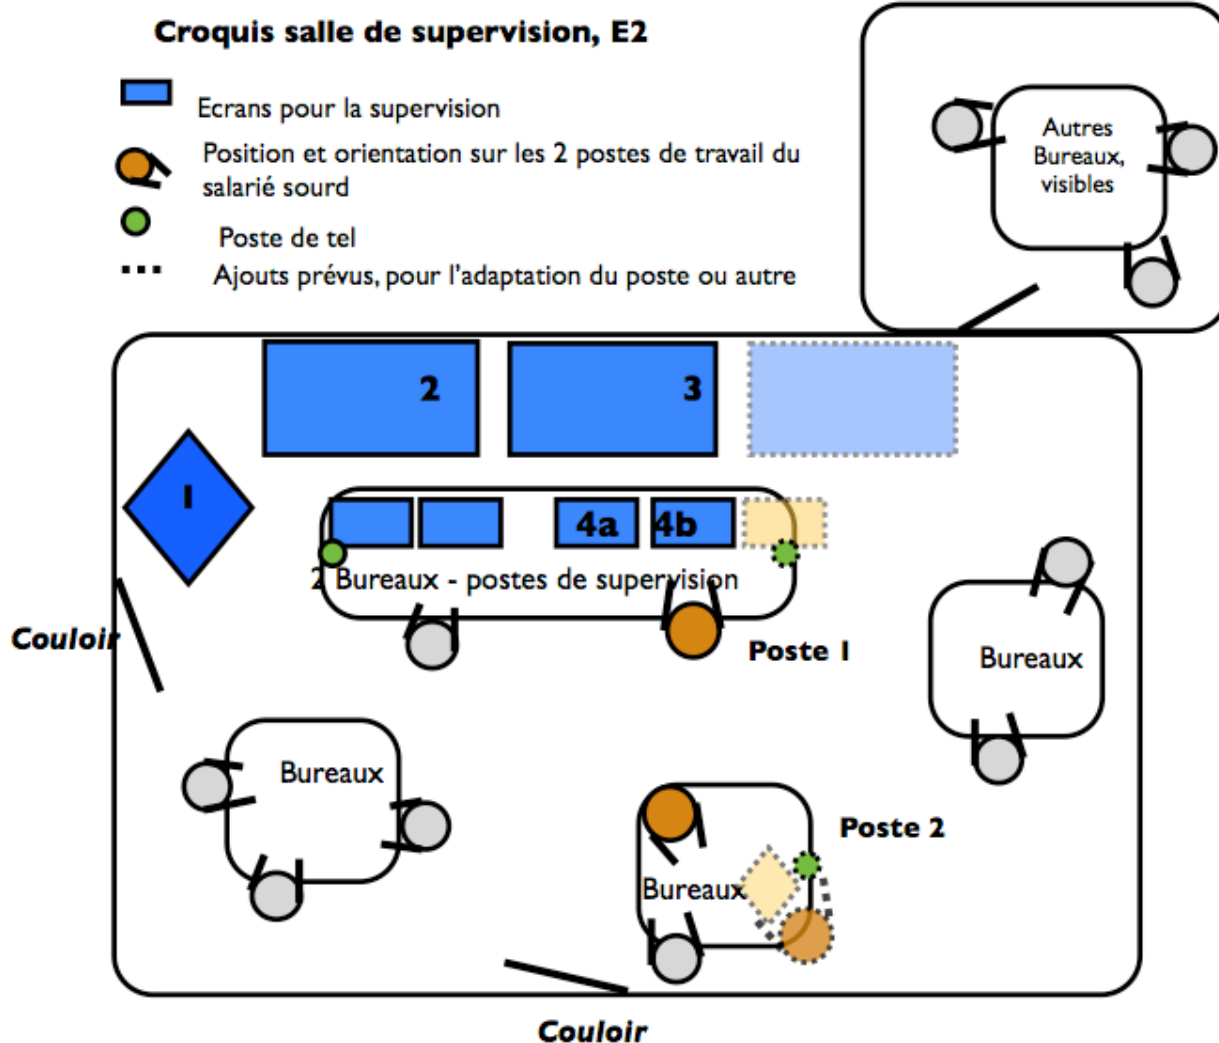 Croquis salle de supervision, E2
Ecrans pour la supervision
Position et orientation sur les 2 postes de travail du
salarié sourd
Poste de tel
Ajouts prévus, pour l'adaptation du poste ou autre
Autres
Bureaux,
visibles
2
3
1
4a
4b
2 Bureaux - postes de supervision
Couloir
Poste 1
Bureaux
Bureaux
Poste 2
Bureaux
Couloir